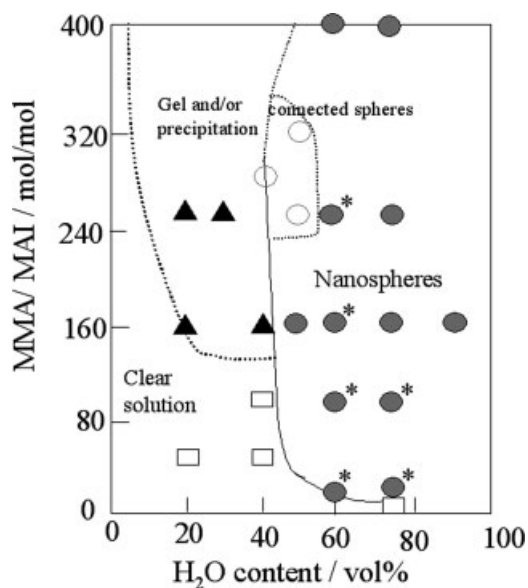 400
320
240
160
80
0
MMA/ MAI / mol/mol
Gel and/or
precipitation
connected spheres
*
Nanospheres
*
Clear
solution
* *
* *
0 20 40 60 80 100
H₂O content / vol%